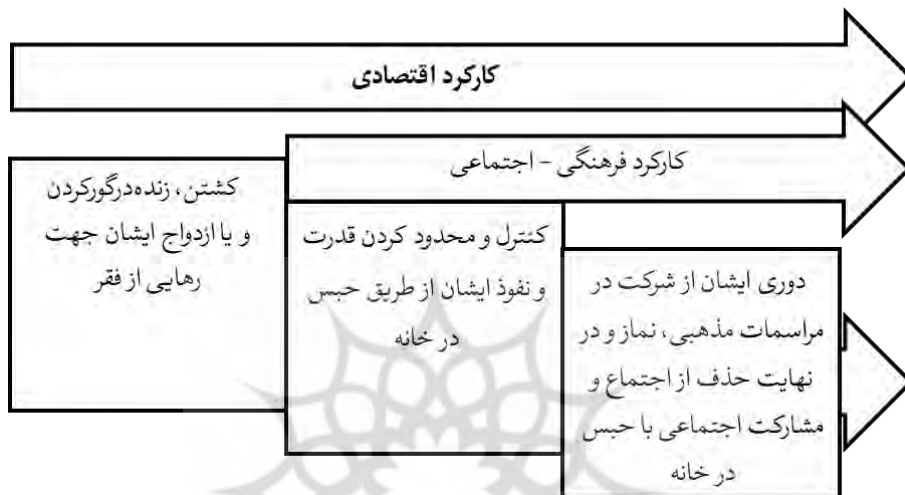 کارکرد اقتصادی
کارکرد فرهنگی - اجتماعی
کشتن، زنده‌درگورکردن
و یا ازدواج ایشان جهت
رهایی از فقر
کنترل و محدود کردن قدرت
و نفوذ ایشان از طریق حبس
در خانه
دوری ایشان از شرکت در
مراسمات مذهبی، نماز و در
نهایت حذف از اجتماع و
مشارکت اجتماعی با حبس
در خانه